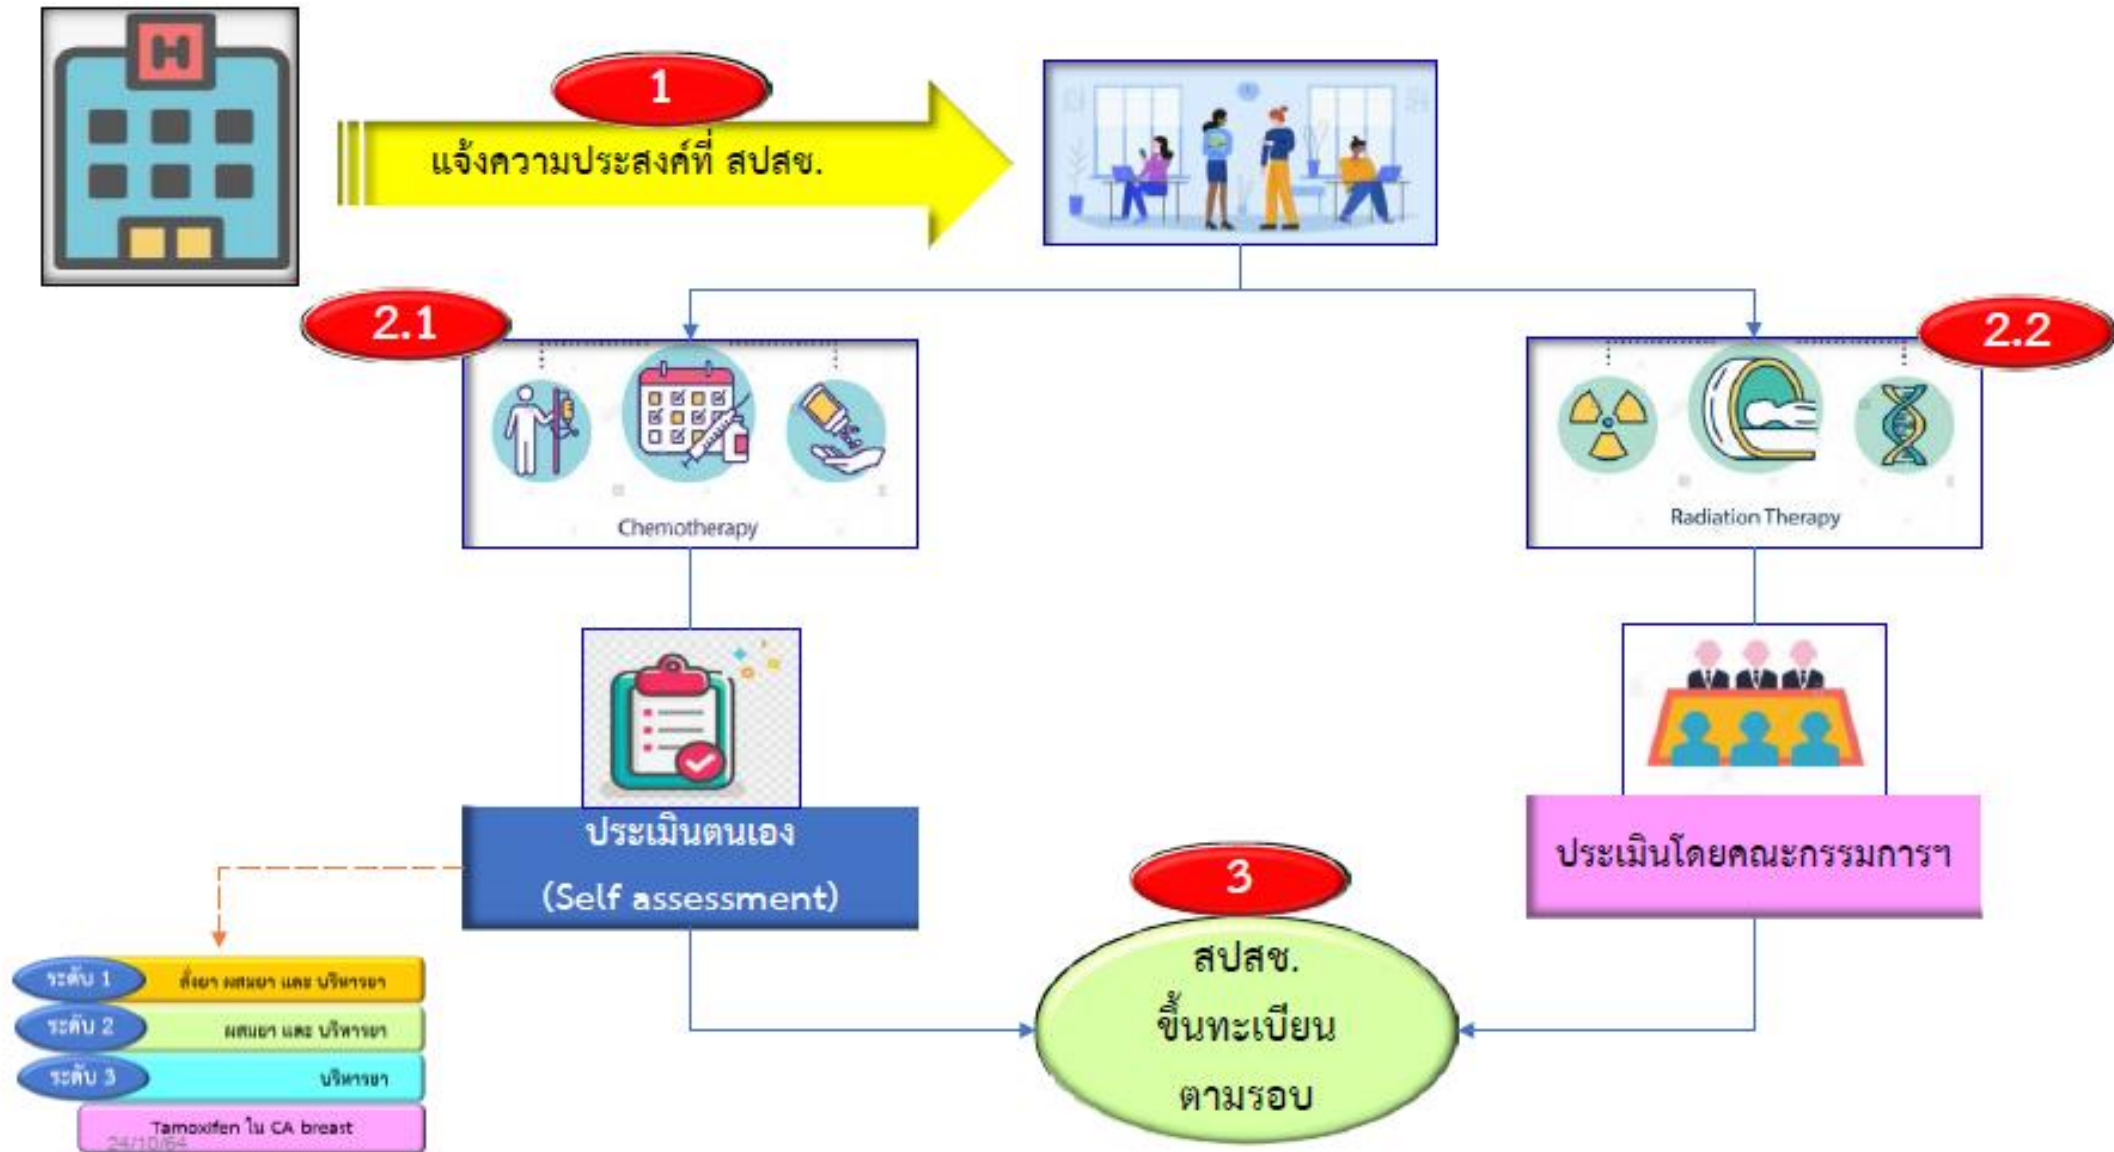 H
1
แจ้งความประสงค์ที่ สปสช.
2.1
2.2
Chemotherapy
Radiation Therapy
ประเมินตนเอง
(Self assessment)
ประเมินโดยคณะกรรมการฯ
3
สปสช.
ขึ้นทะเบียน
ตามรอบ
ระดับ 1 สั่งยา ผสมยา และ บริหารยา
ระดับ 2 ผสมยา และ บริหารยา
ระดับ 3 บริหารยา
Tamoxifen ใน CA breast
24/10/64